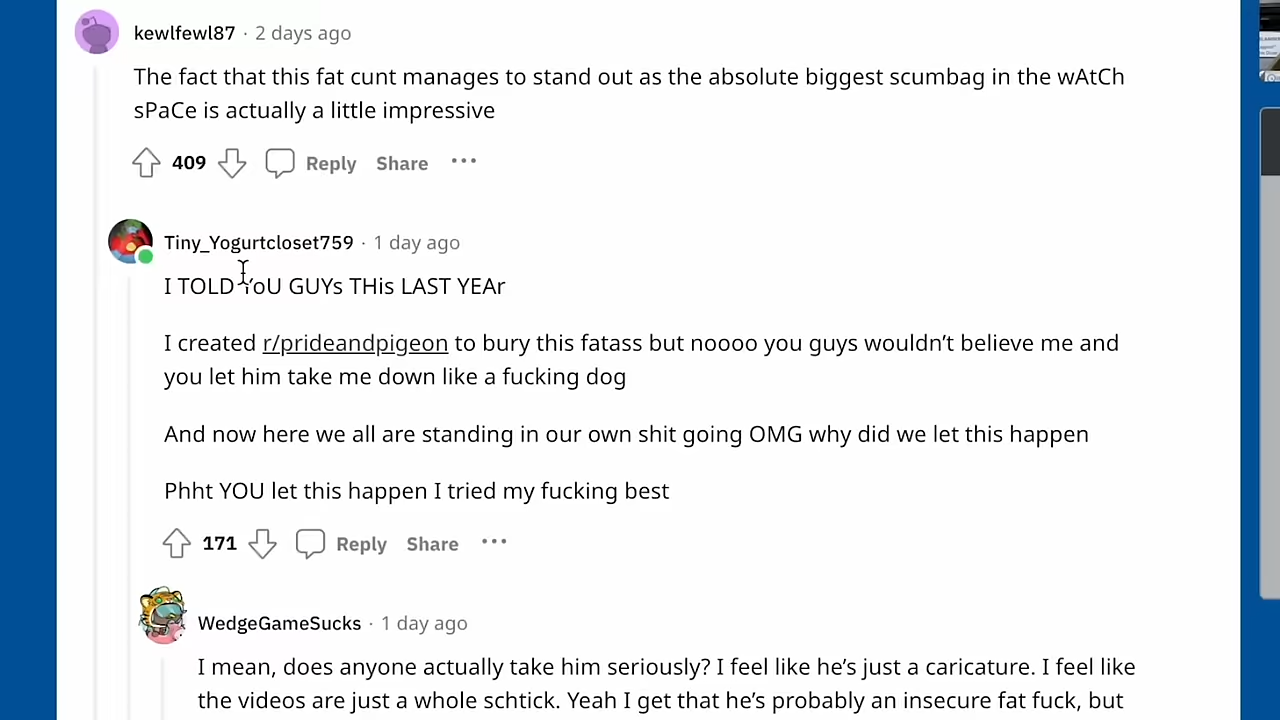 kewlfewl87 · 2 days ago
The fact that this fat cunt manages to stand out as the absolute biggest scumbag in the wAtCh
sPaCe is actually a little impressive
409 Reply Share ···
Tiny_Yogurtcloset759 · 1 day ago
I TOLD YoU GUYs THis LAST YEAr
I created r/prideandpigeon to bury this fatass but noooo you guys wouldn’t believe me and
you let him take me down like a fucking dog
And now here we all are standing in our own shit going OMG why did we let this happen
Phht YOU let this happen I tried my fucking best
171 Reply Share ···
WedgeGameSucks · 1 day ago
I mean, does anyone actually take him seriously? I feel like he’s just a caricature. I feel like
the videos are just a whole schtick. Yeah I get that he’s probably an insecure fat fuck, but